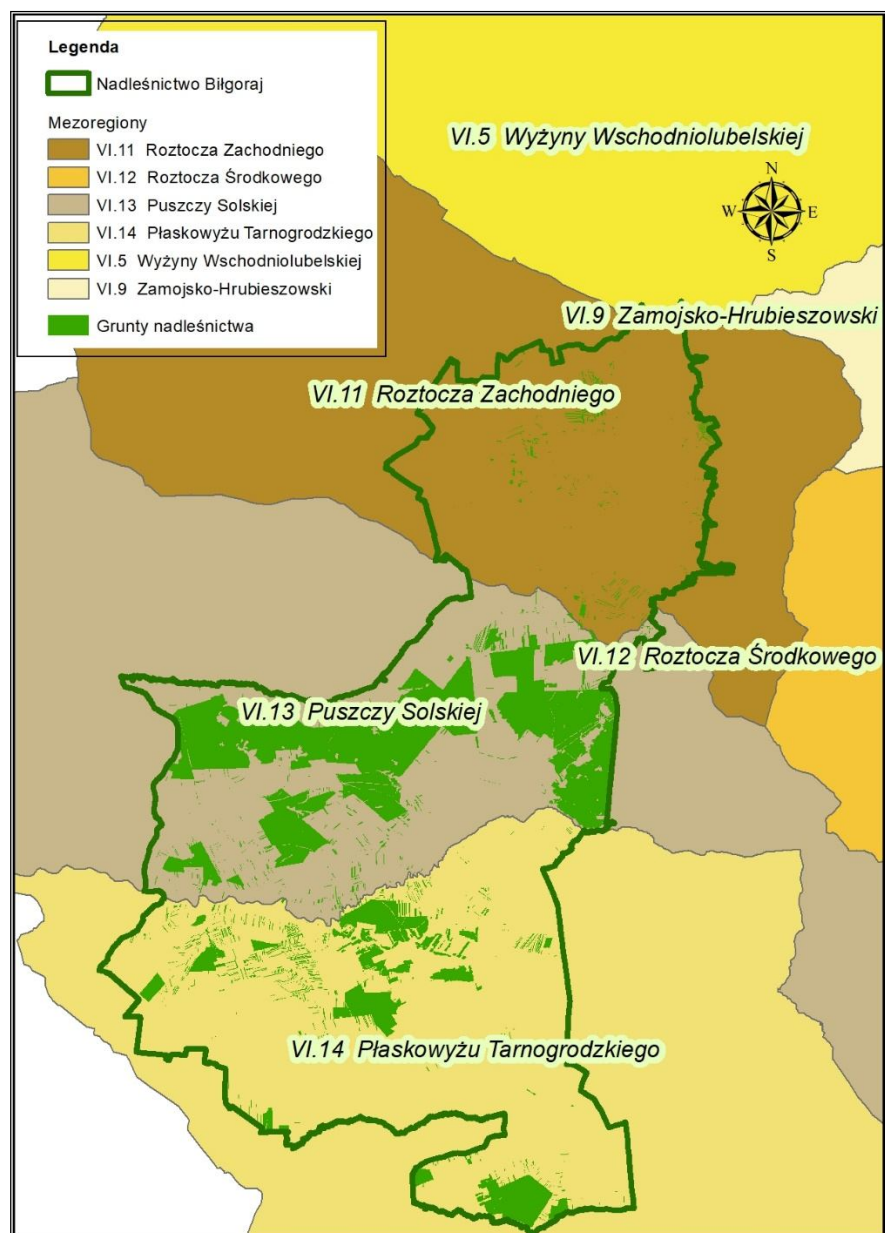 Legenda
Nadleśnictwo Biłgoraj
Mezoregiony
VI.11 Roztocza Zachodniego
VI.12 Roztocza Środkowego
VI.13 Puszczy Solskiej
VI.14 Płaskowyżu Tarnogrodzkiego
VI.5 Wyżyny Wschodniolubelskiej
VI.9 Zamojsko-Hrubieszowski
Grunty nadleśnictwa
VI.5 Wyżyny Wschodniolubelskiej
N
W E
S
VI.9 Zamojsko-Hrubieszowski
VI.11 Roztocza Zachodniego
VI.12 Roztocza Środkowego
VI.13 Puszczy Solskiej
VI.14 Płaskowyżu Tarnogrodzkiego